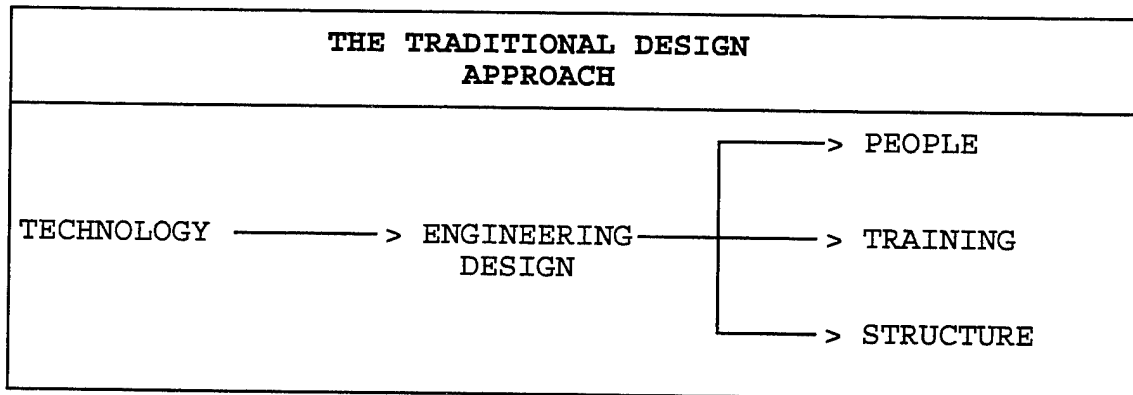 THE TRADITIONAL DESIGN
APPROACH
PEOPLE
TECHNOLOGY > ENGINEERING > TRAINING
DESIGN
> STRUCTURE